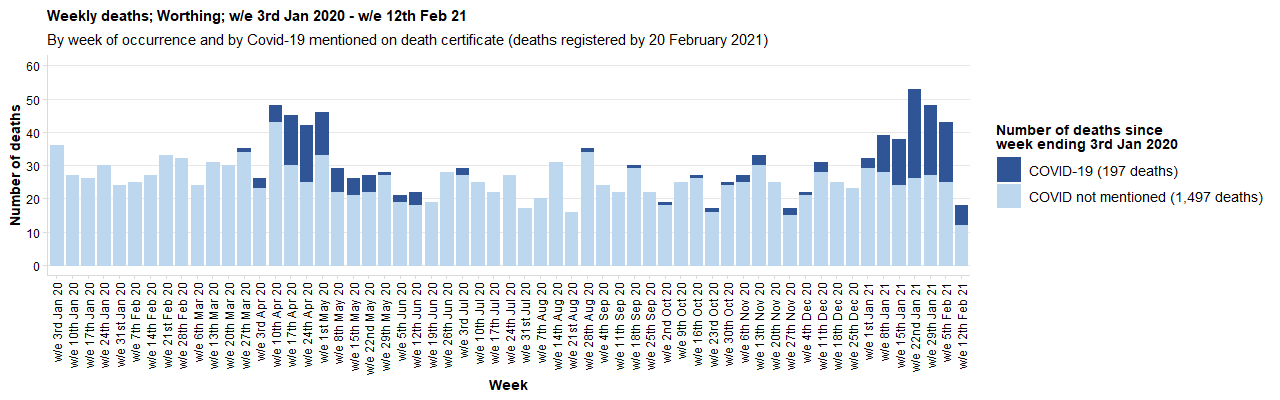 Weekly deaths; Worthing; w/e 3rd Jan 2020 - w/e 12th Feb 21
By week of occurrence and by Covid-19 mentioned on death certificate (deaths registered by 20 February 2021)
Number of deaths
60
50
40
30
20
10
0
w/e 3rd Jan 20
w/e 10th Jan 20
w/e 17th Jan 20
w/e 24th Jan 20
w/e 31st Jan 20
w/e 7th Feb 20
w/e 14th Feb 20
w/e 21st Feb 20
w/e 28th Feb 20
w/e 6th Mar 20
w/e 13th Mar 20
w/e 20th Mar 20
w/e 27th Mar 20
w/e 3rd Apr 20
w/e 10th Apr 20
w/e 17th Apr 20
w/e 24th Apr 20
w/e 1st May 20
w/e 8th May 20
w/e 15th May 20
w/e 22nd May 20
w/e 29th May 20
w/e 5th Jun 20
w/e 12th Jun 20
w/e 19th Jun 20
w/e 26th Jun 20
w/e 3rd Jul 20
w/e 10th Jul 20
w/e 17th Jul 20
w/e 24th Jul 20
w/e 31st Jul 20
w/e 7th Aug 20
w/e 14th Aug 20
w/e 21st Aug 20
w/e 28th Aug 20
w/e 4th Sep 20
w/e 11th Sep 20
w/e 18th Sep 20
w/e 25th Sep 20
w/e 2nd Oct 20
w/e 9th Oct 20
w/e 16th Oct 20
w/e 23rd Oct 20
w/e 30th Oct 20
w/e 6th Nov 20
w/e 13th Nov 20
w/e 20th Nov 20
w/e 27th Nov 20
w/e 4th Dec 20
w/e 11th Dec 20
w/e 18th Dec 20
w/e 25th Dec 20
w/e 1st Jan 21
w/e 8th Jan 21
w/e 15th Jan 21
w/e 22nd Jan 21
w/e 29th Jan 21
w/e 5th Feb 21
w/e 12th Feb 21
Week
Number of deaths since
week ending 3rd Jan 2020
COVID-19 (197 deaths)
COVID not mentioned (1,497 deaths)